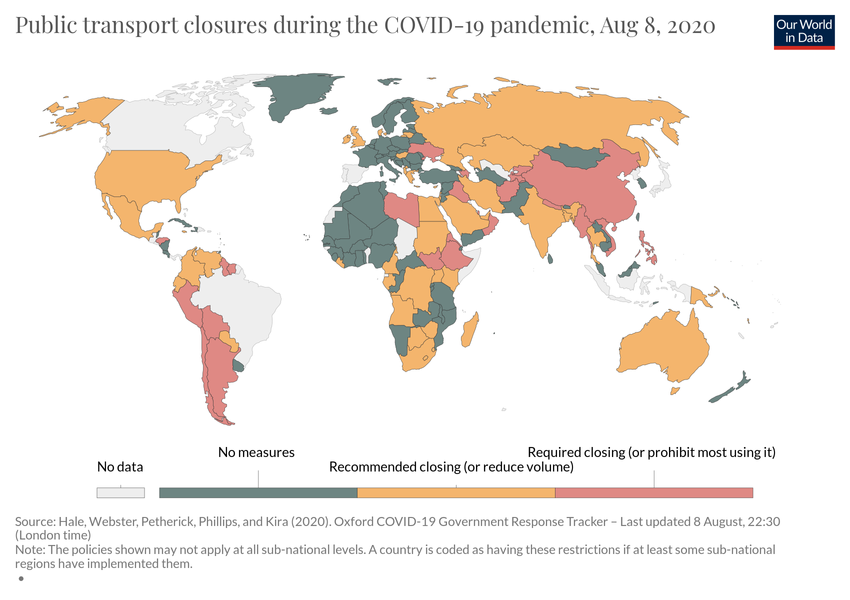 Public transport closures during the COVID-19 pandemic, Aug 8, 2020
Our World
in Data
No data
No measures
Recommended closing (or reduce volume)
Required closing (or prohibit most using it)
Source: Hale, Webster, Petherick, Phillips, and Kira (2020). Oxford COVID-19 Government Response Tracker – Last updated 8 August, 22:30
(London time)
Note: The policies shown may not apply at all sub-national levels. A country is coded as having these restrictions if at least some sub-national
regions have implemented them.
•